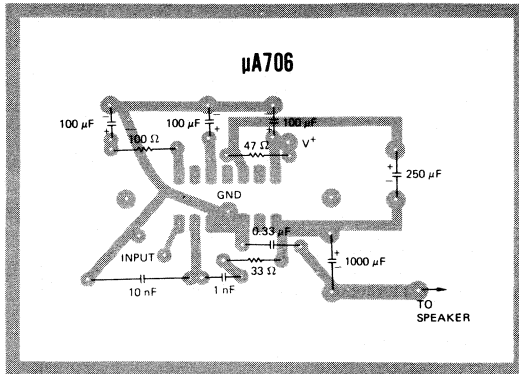 μA706
100 μF
100 μF
100 μF
100 Ω
47 Ω
V+
250 μF
GND
0.33 μF
INPUT
33 Ω
1000 μF
10 nF
1 nF
TO
SPEAKER